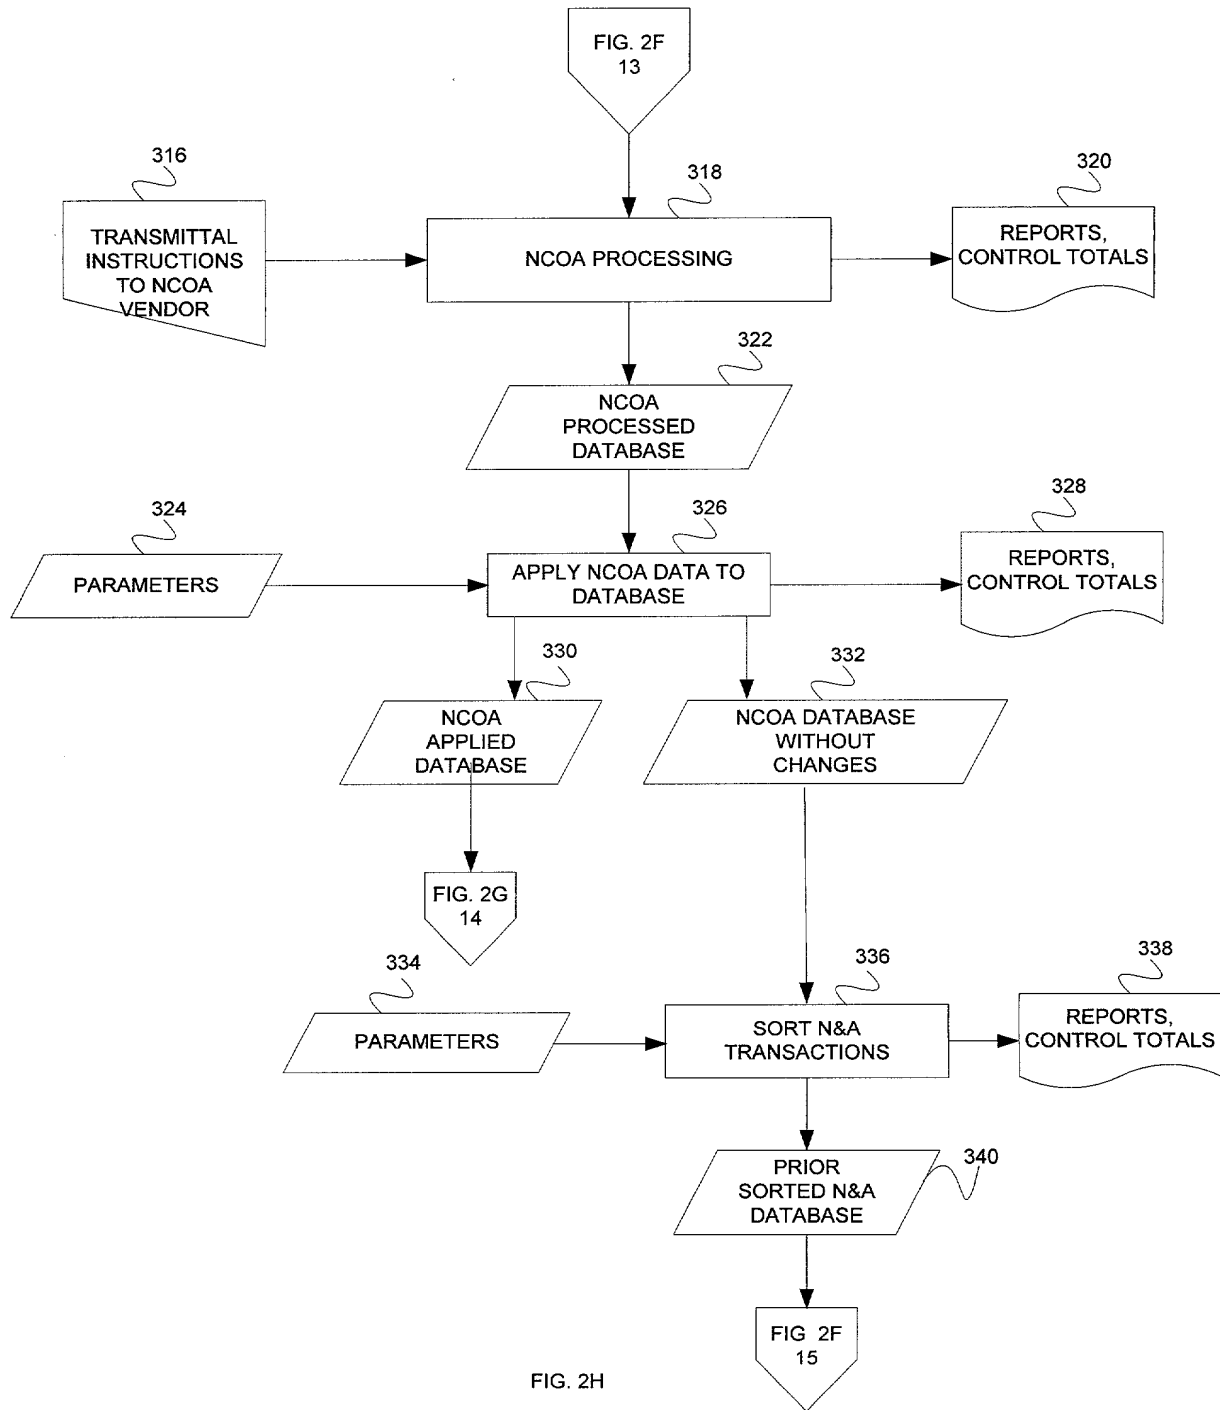 FIG. 2F
13
316
318
320
TRANSMITTAL
INSTRUCTIONS
TO NCOA
VENDOR
NCOA PROCESSING
REPORTS,
CONTROL TOTALS
322
NCOA
PROCESSED
DATABASE
324
326
328
PARAMETERS
APPLY NCOA DATA TO
DATABASE
REPORTS,
CONTROL TOTALS
330
332
NCOA
APPLIED
DATABASE
NCOA DATABASE
WITHOUT
CHANGES
FIG. 2G
14
334
336
338
PARAMETERS
SORT N&A
TRANSACTIONS
REPORTS,
CONTROL TOTALS
340
PRIOR
SORTED N&A
DATABASE
FIG 2F
15
FIG. 2H